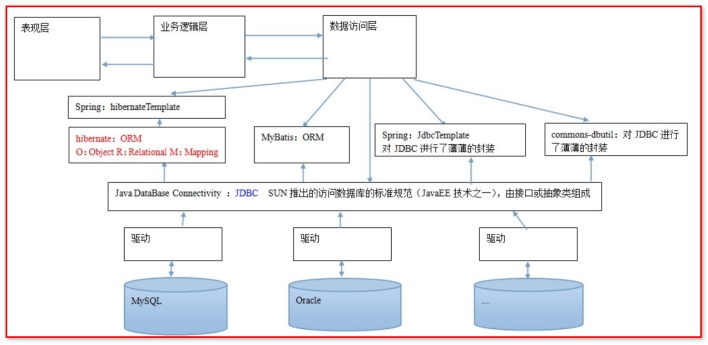 表现层
业务逻辑层
数据访问层
Spring：hibernateTemplate
hibernate：ORM
O：Object R：Relational M：Mapping
MyBatis：ORM
Spring：JdbcTemplate
对 JDBC 进行了薄薄的封装
commons-dbutil：对 JDBC 进行
了薄薄的封装
Java DataBase Connectivity ：JDBC SUN 推出的访问数据库的标准规范（JavaEE 技术之一），由接口或抽象类组成
驱动
驱动
驱动
MySQL
Oracle
...